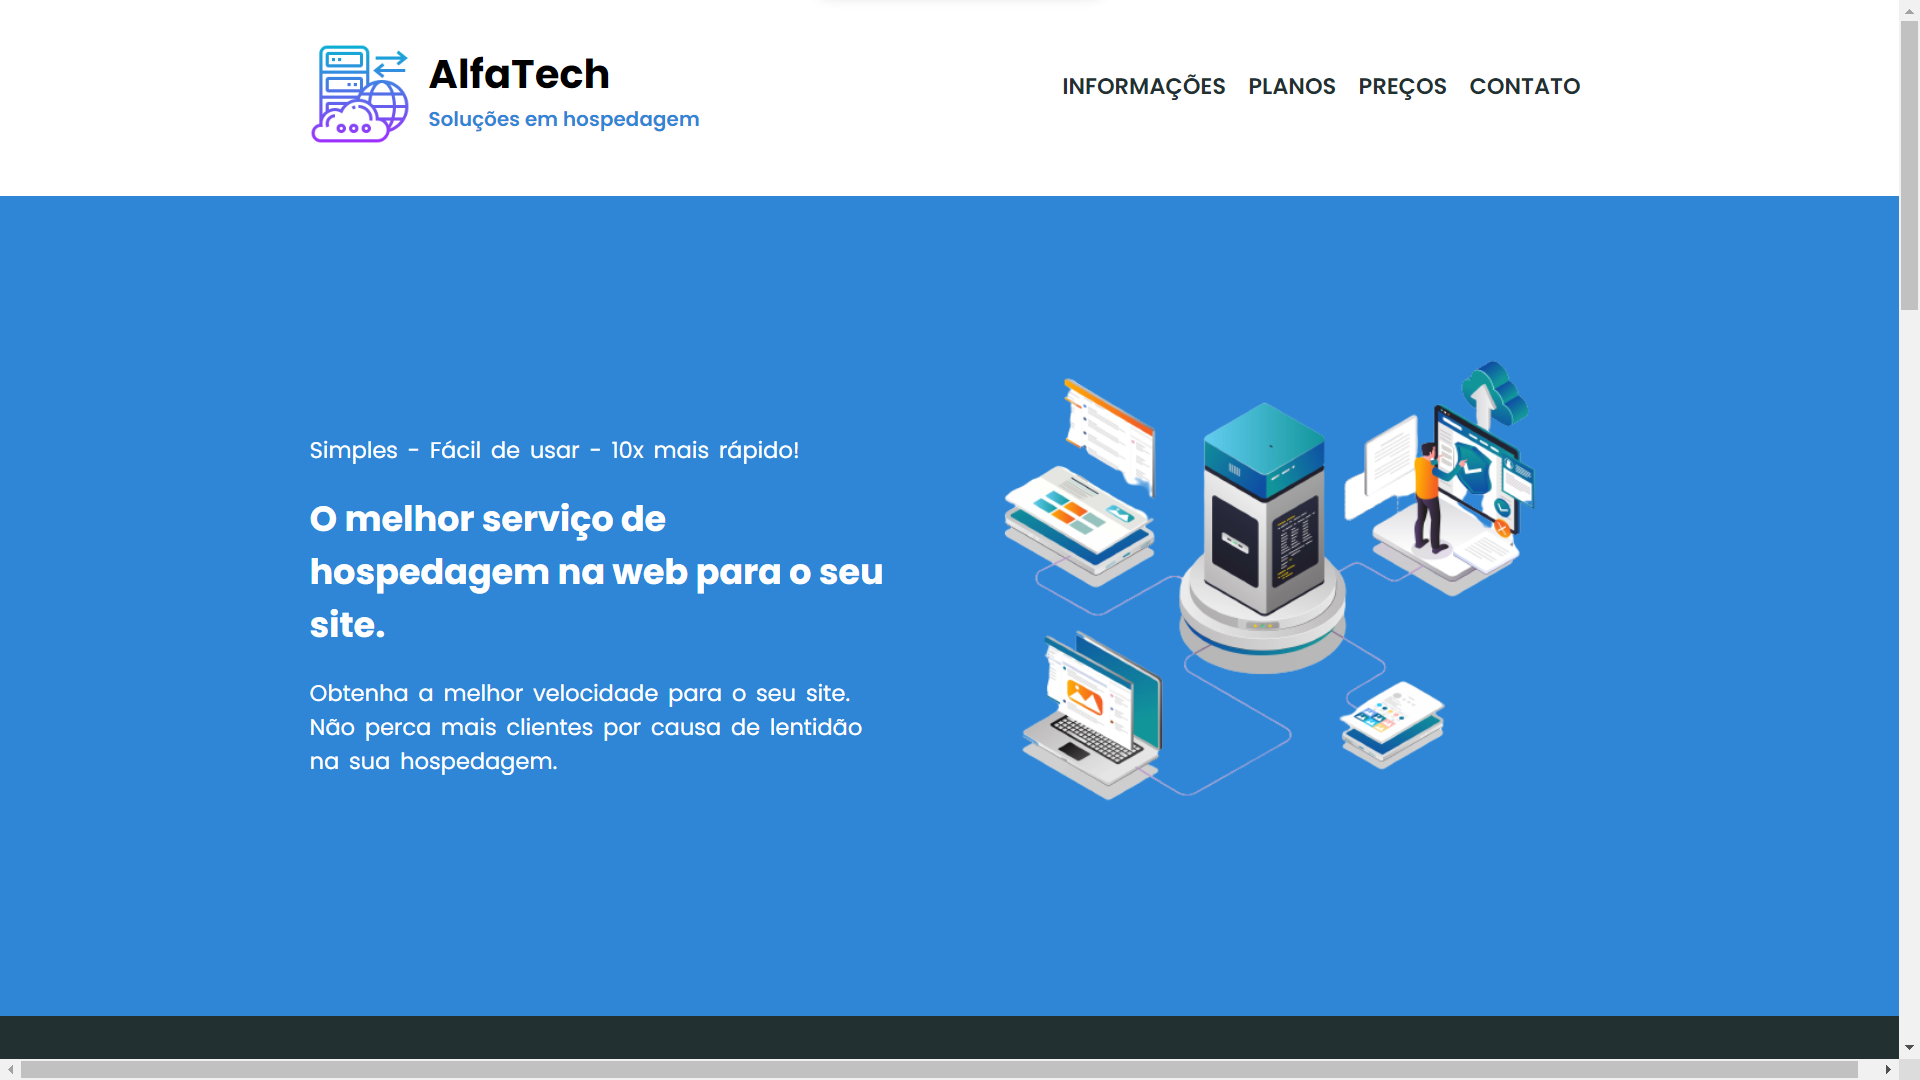 AlfaTech
Soluções em hospedagem
INFORMAÇÕES PLANOS PREÇOS CONTATO
Simples - Fácil de usar - 10x mais rápido!
O melhor serviço de
hospedagem na web para o seu
site.
Obtenha a melhor velocidade para o seu site.
Não perca mais clientes por causa de lentidão
na sua hospedagem.